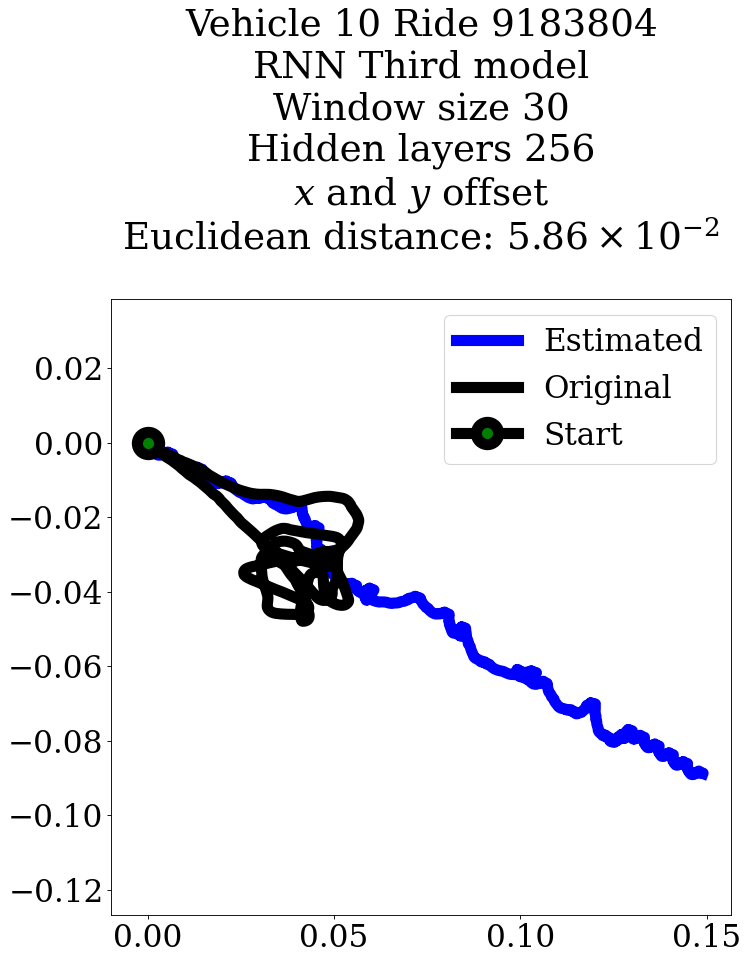 Vehicle 10 Ride 9183804
RNN Third model
Window size 30
Hidden layers 256
x and y offset
Euclidean distance: 5.86 × 10⁻²
Estimated
Original
Start
0.02
0.00
−0.02
−0.04
−0.06
−0.08
−0.10
−0.12
0.00 0.05 0.10 0.15